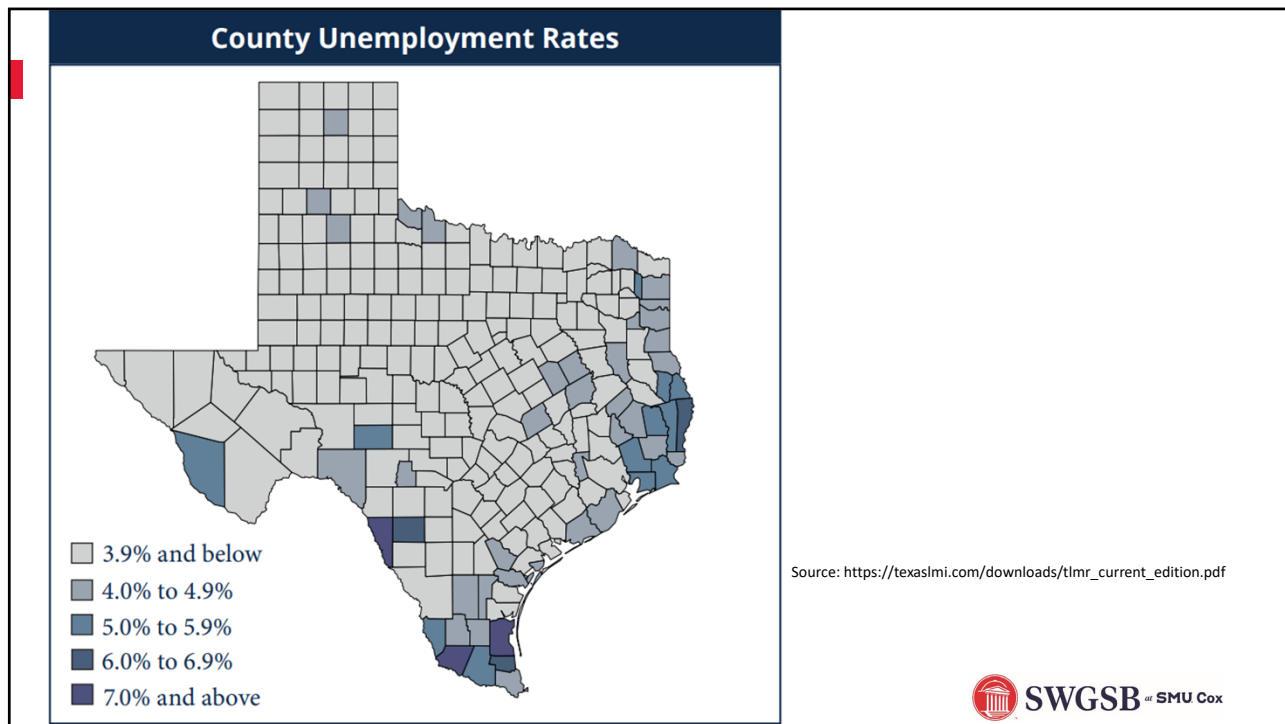 County Unemployment Rates
3.9% and below
4.0% to 4.9%
5.0% to 5.9%
6.0% to 6.9%
7.0% and above
Source: https://texaslmi.com/downloads/tlmr_current_edition.pdf
SWGSB at SMU Cox